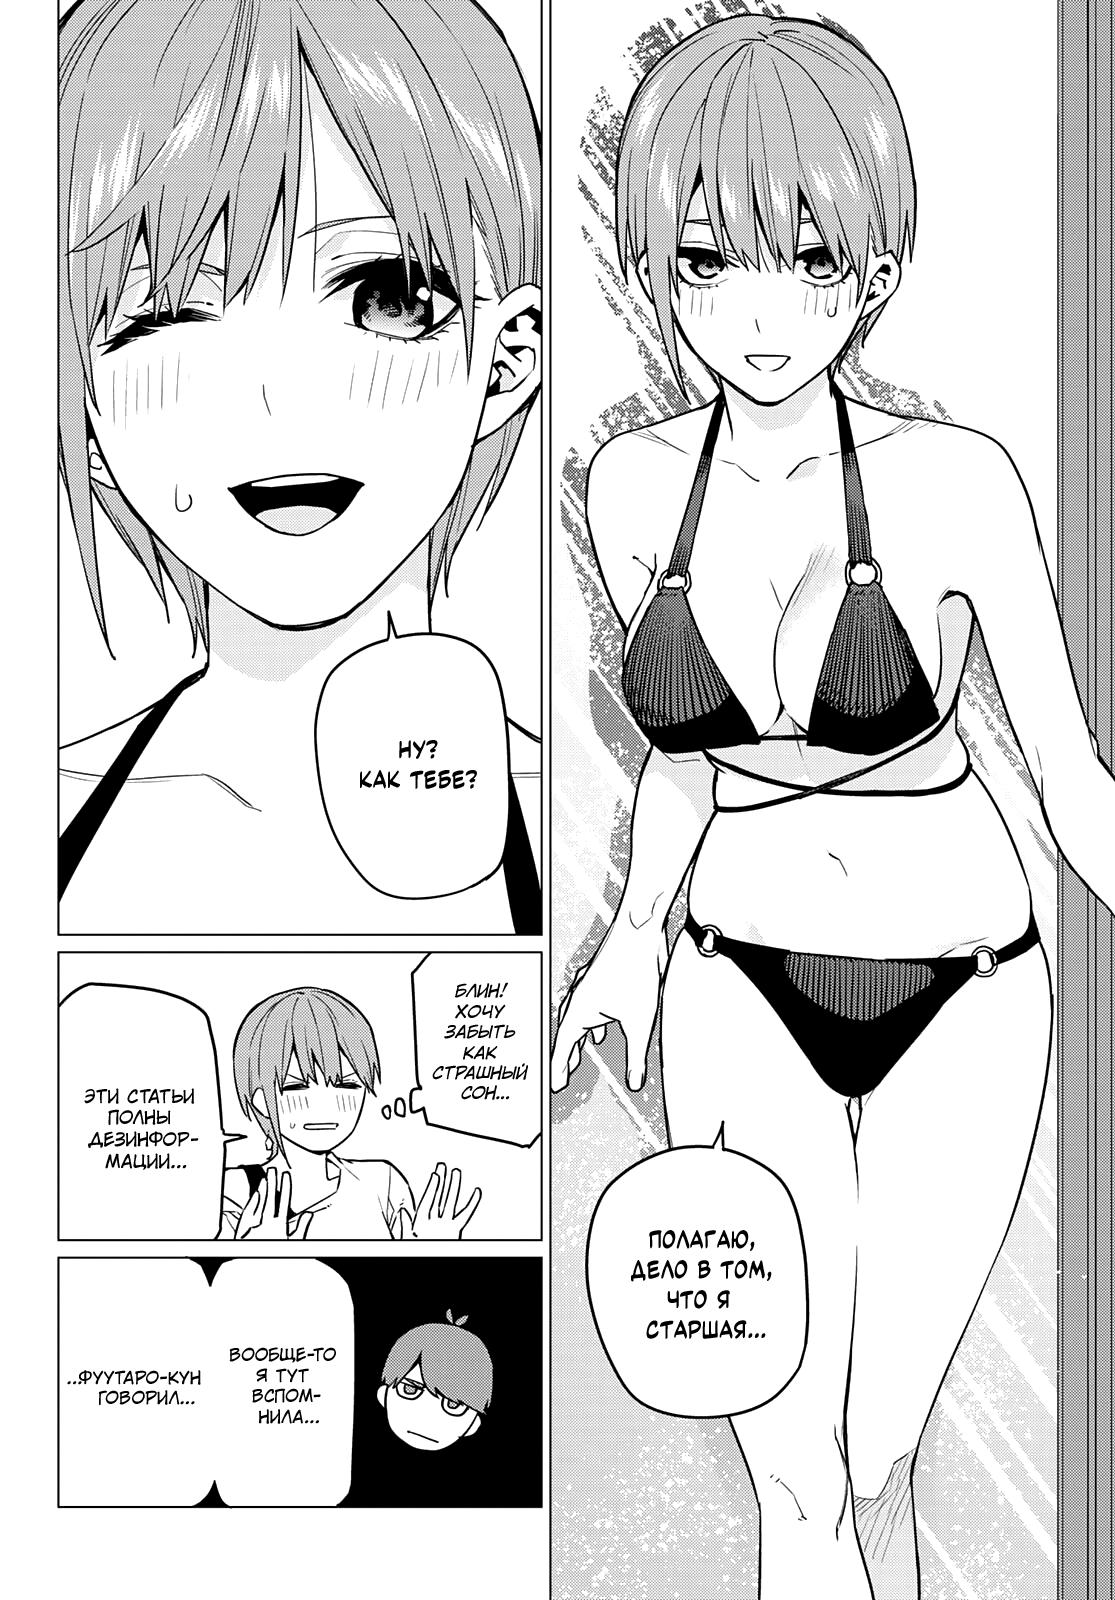 ПОЛАГАЮ,
ДЕЛО В ТОМ,
ЧТО Я
СТАРШАЯ...
НУ?
КАК ТЕБЕ?
БЛИН!
ХОЧУ
ЗАБЫТЬ
КАК
СТРАШНЫЙ
СОН...
ЭТИ СТАТЬИ
ПОЛНЫ
ДЕЗИНФОР-
МАЦИИ...
ВООБЩЕ-ТО
Я ТУТ
ВСПОМ-
НИЛА...
..ФУУТАРО-КУН
ГОВОРИЛ...